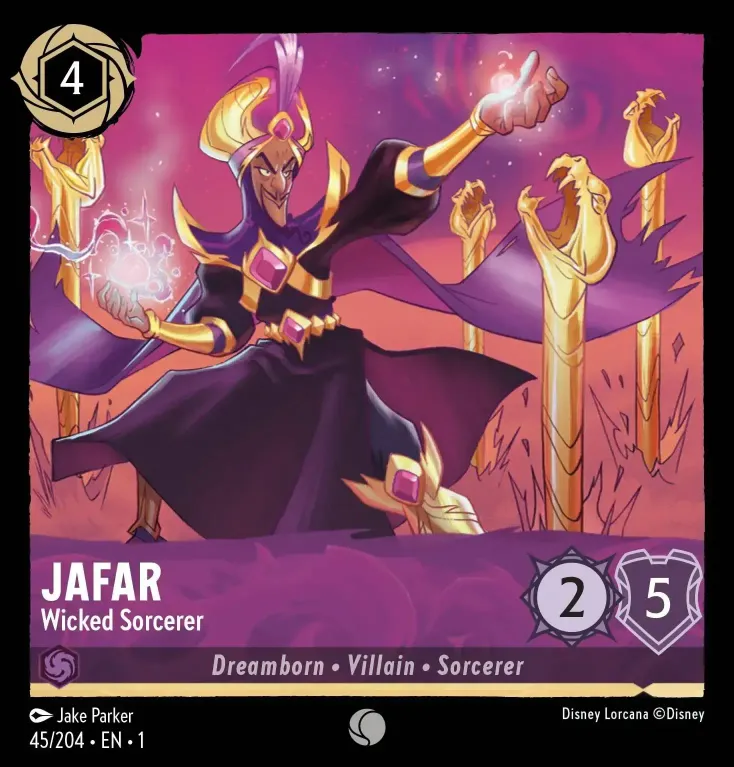 4
JAFAR
Wicked Sorcerer
2
5
Dreamborn • Villain • Sorcerer
Jake Parker
Disney Lorcana ©Disney
45/204 • EN • 1